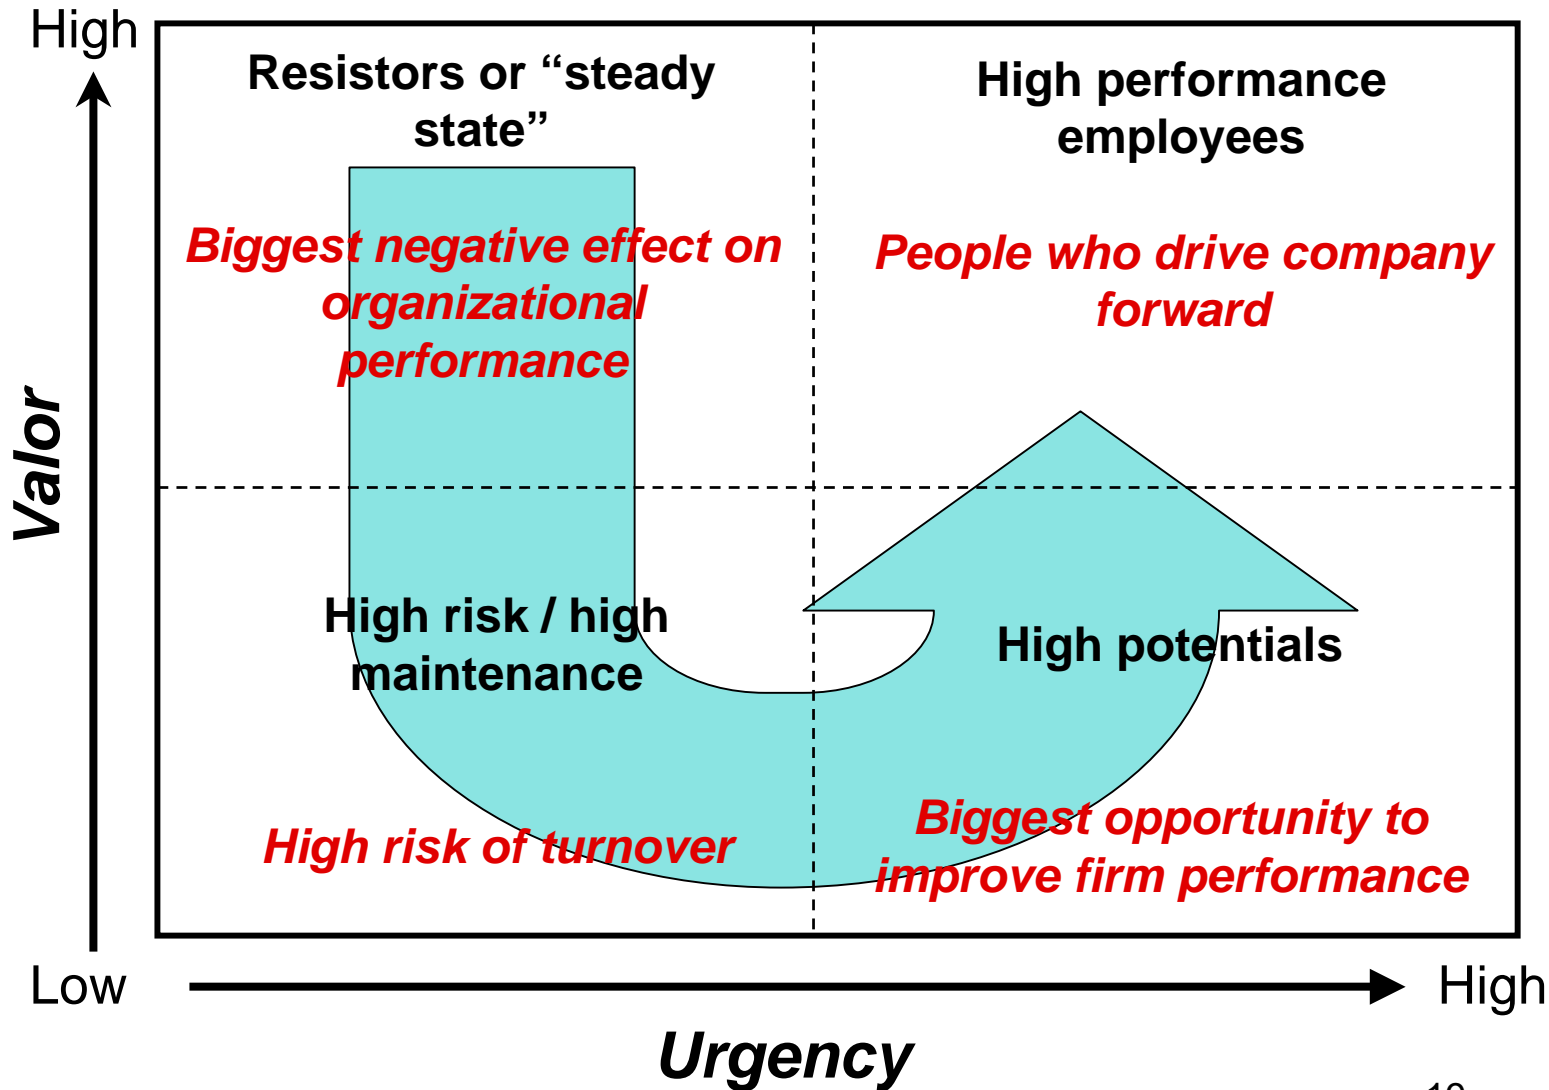 High
Resistors or “steady
state”
High performance
employees
Biggest negative effect on
organizational
performance
People who drive company
forward
Valor
High risk / high
maintenance
High potentials
High risk of turnover
Biggest opportunity to
improve firm performance
Low
High
Urgency